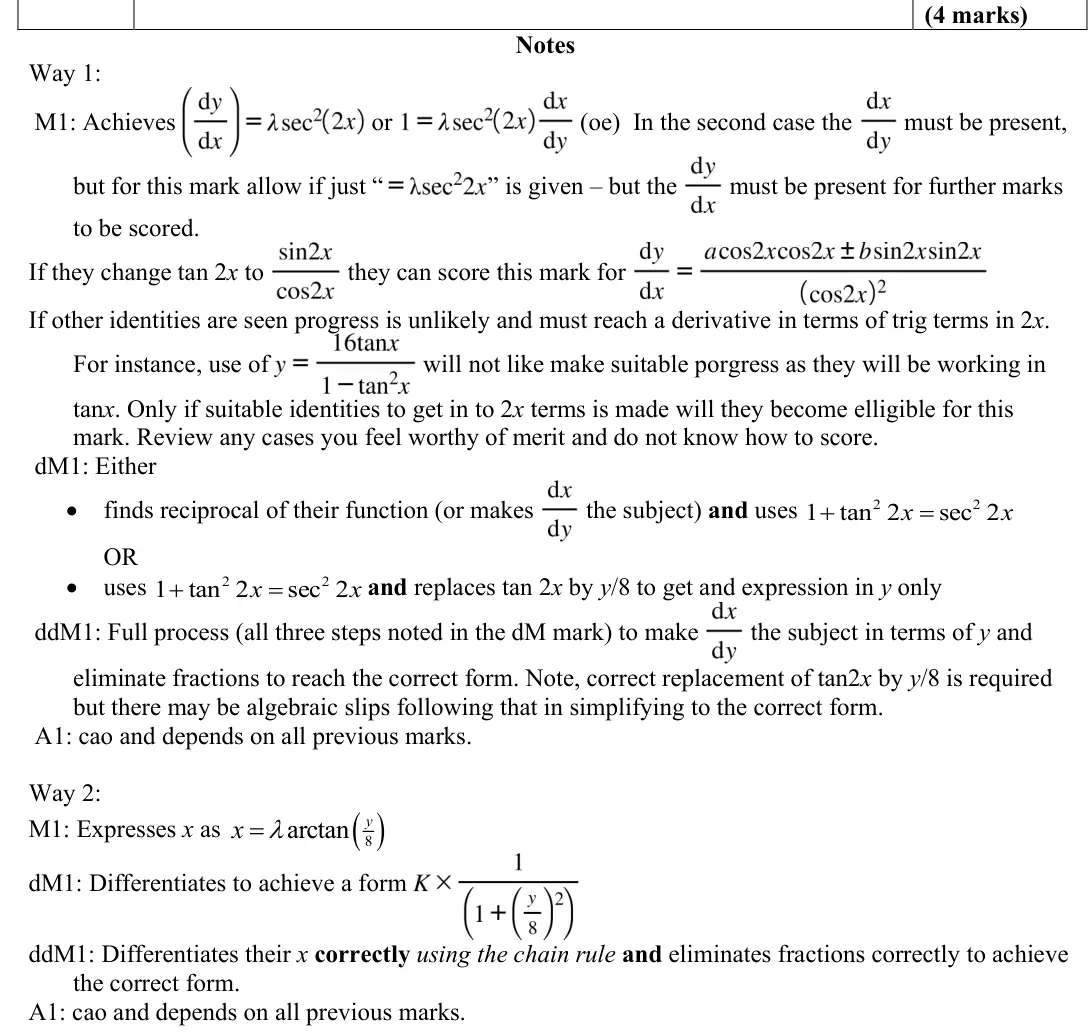 (4 marks)
Notes
Way 1:
M1: Achieves (dy/dx) = λsec²(2x) or 1 = λsec²(2x) dx/dy (oe) In the second case the dx/dy must be present,
but for this mark allow if just “ = λsec²2x” is given – but the dy/dx must be present for further marks
to be scored.
If they change tan 2x to sin2x/cos2x they can score this mark for dy/dx = (acos2xcos2x ± bsin2xsin2x)/(cos2x)²
If other identities are seen progress is unlikely and must reach a derivative in terms of trig terms in 2x.
For instance, use of y = 16tanx/(1 − tan²x) will not like make suitable porgress as they will be working in
tanx. Only if suitable identities to get in to 2x terms is made will they become elligible for this
mark. Review any cases you feel worthy of merit and do not know how to score.
dM1: Either
• finds reciprocal of their function (or makes dx/dy the subject) and uses 1 + tan² 2x = sec² 2x
OR
• uses 1 + tan² 2x = sec² 2x and replaces tan 2x by y/8 to get and expression in y only
ddM1: Full process (all three steps noted in the dM mark) to make dx/dy the subject in terms of y and
eliminate fractions to reach the correct form. Note, correct replacement of tan2x by y/8 is required
but there may be algebraic slips following that in simplifying to the correct form.
A1: cao and depends on all previous marks.
Way 2:
M1: Expresses x as x = λ arctan(y/8)
dM1: Differentiates to achieve a form K × 1/(1 + (y/8)²)
ddM1: Differentiates their x correctly using the chain rule and eliminates fractions correctly to achieve
the correct form.
A1: cao and depends on all previous marks.